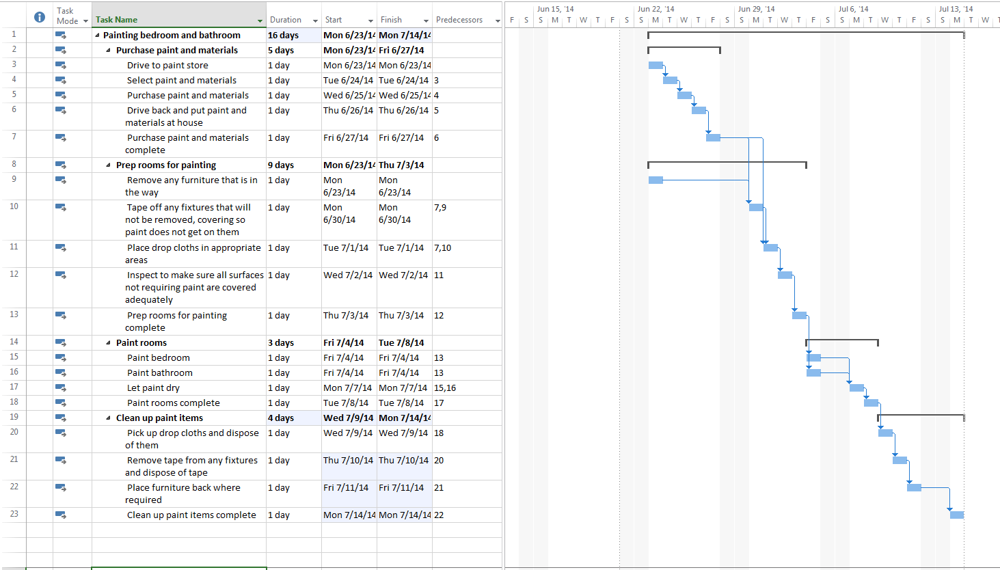 Jun 15, '14 Jun 22, '14 Jun 29, '14 Jul 6, '14 Jul 13, '14
Task Mode Task Name Duration Start Finish Predecessors F S S M T W T F S S M T W T F S S M T W T F S S M T W T F S S M T W T
1 Painting bedroom and bathroom 16 days Mon 6/23/14 Mon 7/14/14
2 Purchase paint and materials 5 days Mon 6/23/14 Fri 6/27/14
3 Drive to paint store 1 day Mon 6/23/14 Mon 6/23/14
4 Select paint and materials 1 day Tue 6/24/14 Tue 6/24/14 3
5 Purchase paint and materials 1 day Wed 6/25/14 Wed 6/25/14 4
6 Drive back and put paint and 1 day Thu 6/26/14 Thu 6/26/14 5
materials at house
7 Purchase paint and materials 1 day Fri 6/27/14 Fri 6/27/14 6
complete
8 Prep rooms for painting 9 days Mon 6/23/14 Thu 7/3/14
9 Remove any furniture that is in 1 day Mon Mon
the way 6/23/14 6/23/14
10 Tape off any fixtures that will 1 day Mon Mon 7,9
not be removed, covering so 6/30/14 6/30/14
paint does not get on them
11 Place drop cloths in appropriate 1 day Tue 7/1/14 Tue 7/1/14 7,10
areas
12 Inspect to make sure all surfaces 1 day Wed 7/2/14 Wed 7/2/14 11
not requiring paint are covered
adequately
13 Prep rooms for painting 1 day Thu 7/3/14 Thu 7/3/14 12
complete
14 Paint rooms 3 days Fri 7/4/14 Tue 7/8/14
15 Paint bedroom 1 day Fri 7/4/14 Fri 7/4/14 13
16 Paint bathroom 1 day Fri 7/4/14 Fri 7/4/14 13
17 Let paint dry 1 day Mon 7/7/14 Mon 7/7/14 15,16
18 Paint rooms complete 1 day Tue 7/8/14 Tue 7/8/14 17
19 Clean up paint items 4 days Wed 7/9/14 Mon 7/14/14
20 Pick up drop cloths and dispose 1 day Wed 7/9/14 Wed 7/9/14 18
of them
21 Remove tape from any fixtures 1 day Thu 7/10/14 Thu 7/10/14 20
and dispose of tape
22 Place furniture back where 1 day Fri 7/11/14 Fri 7/11/14 21
required
23 Clean up paint items complete 1 day Mon 7/14/14 Mon 7/14/14 22